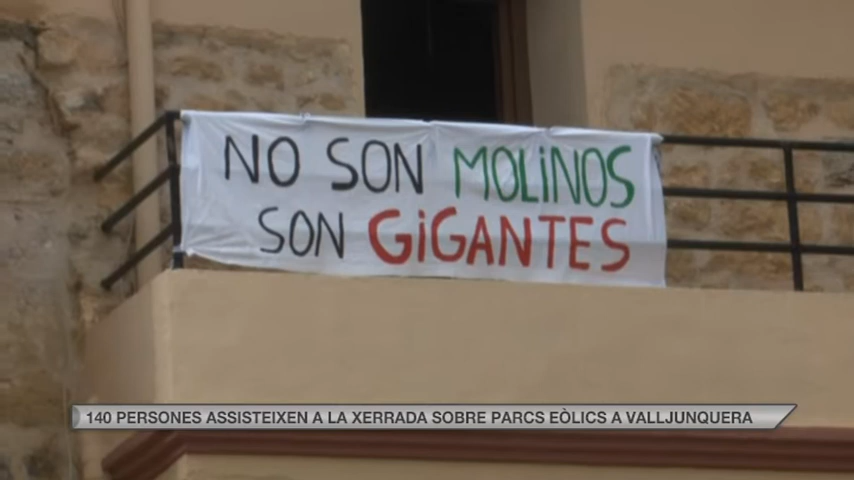 NO SON MOLiNOS
SON GiGANTES
140 PERSONES ASSISTEIXEN A LA XERRADA SOBRE PARCS EÒLICS A VALLJUNQUERA